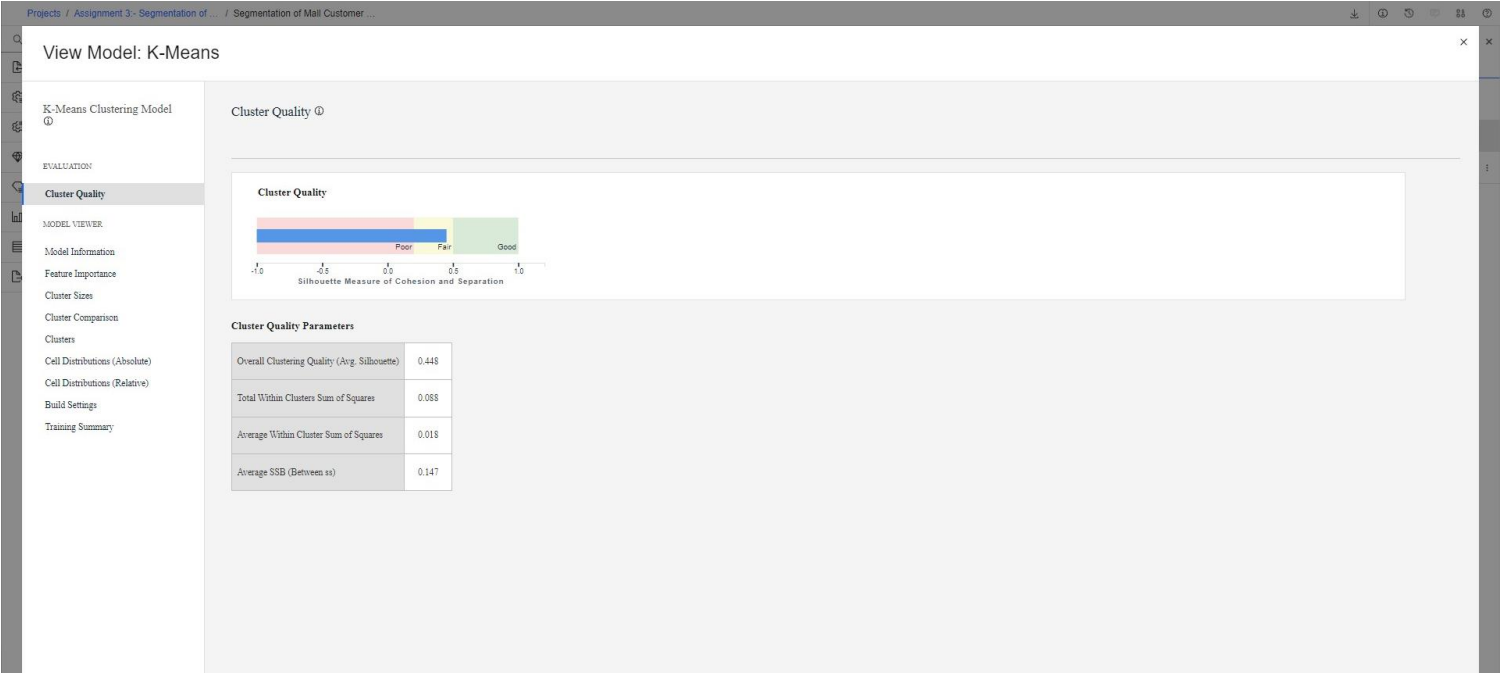 Projects / Assignment 3:- Segmentation of ... / Segmentation of Mall Customer ...
View Model: K-Means
K-Means Clustering Model
EVALUATION
Cluster Quality
MODEL VIEWER
Model Information
Feature Importance
Cluster Sizes
Cluster Comparison
Clusters
Cell Distributions (Absolute)
Cell Distributions (Relative)
Build Settings
Training Summary
Cluster Quality
Cluster Quality
Poor Fair Good
-1.0 -0.5 0.0 0.5 1.0
Silhouette Measure of Cohesion and Separation
Cluster Quality Parameters
Overall Clustering Quality (Avg. Silhouette) 0.448
Total Within Clusters Sum of Squares 0.088
Average Within Cluster Sum of Squares 0.018
Average SSB (Between ss) 0.147